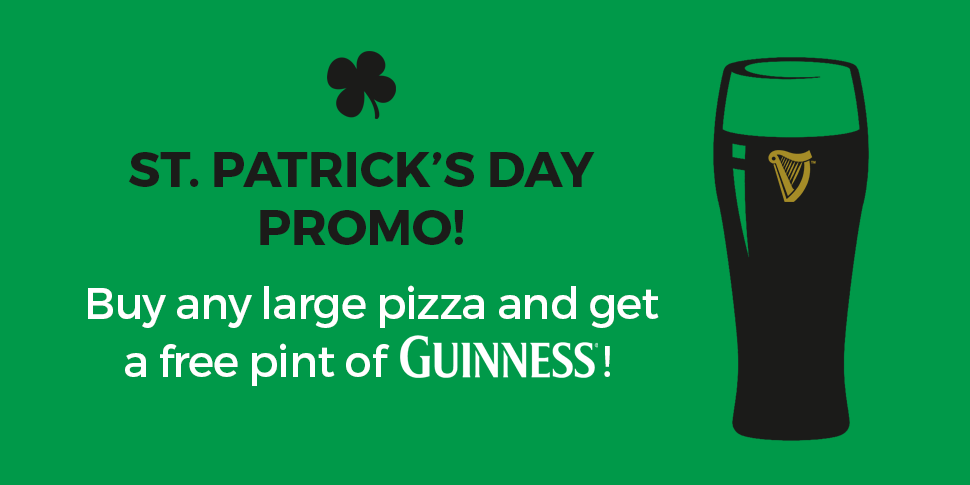 ST. PATRICK’S DAY
PROMO!
Buy any large pizza and get
a free pint of GUINNESS®!